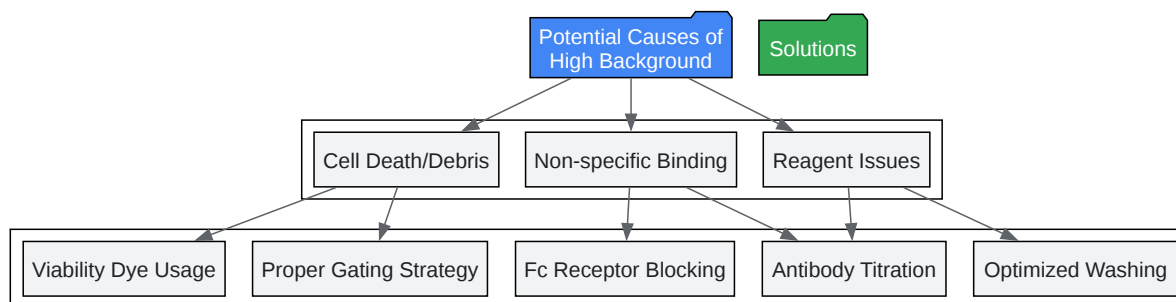 Potential Causes of
High Background
Solutions
Cell Death/Debris
Non-specific Binding
Reagent Issues
Viability Dye Usage
Proper Gating Strategy
Fc Receptor Blocking
Antibody Titration
Optimized Washing